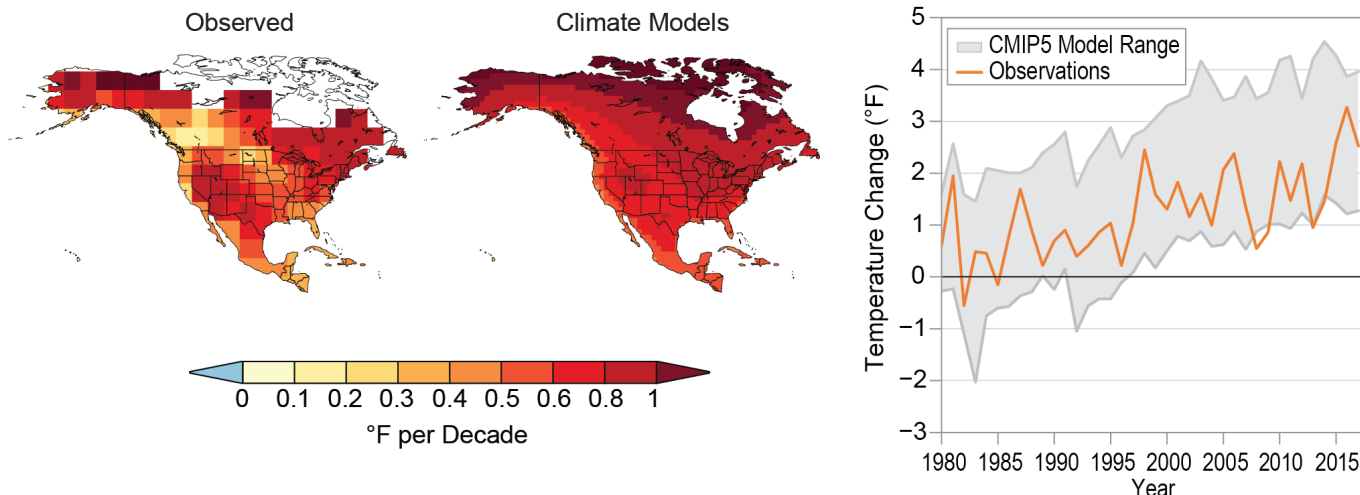 Observed
Climate Models
0 0.1 0.2 0.3 0.4 0.5 0.6 0.8 1
°F per Decade
CMIP5 Model Range
Observations
Temperature Change (°F)
5
4
3
2
1
0
−1
−2
−3
1980 1985 1990 1995 2000 2005 2010 2015
Year